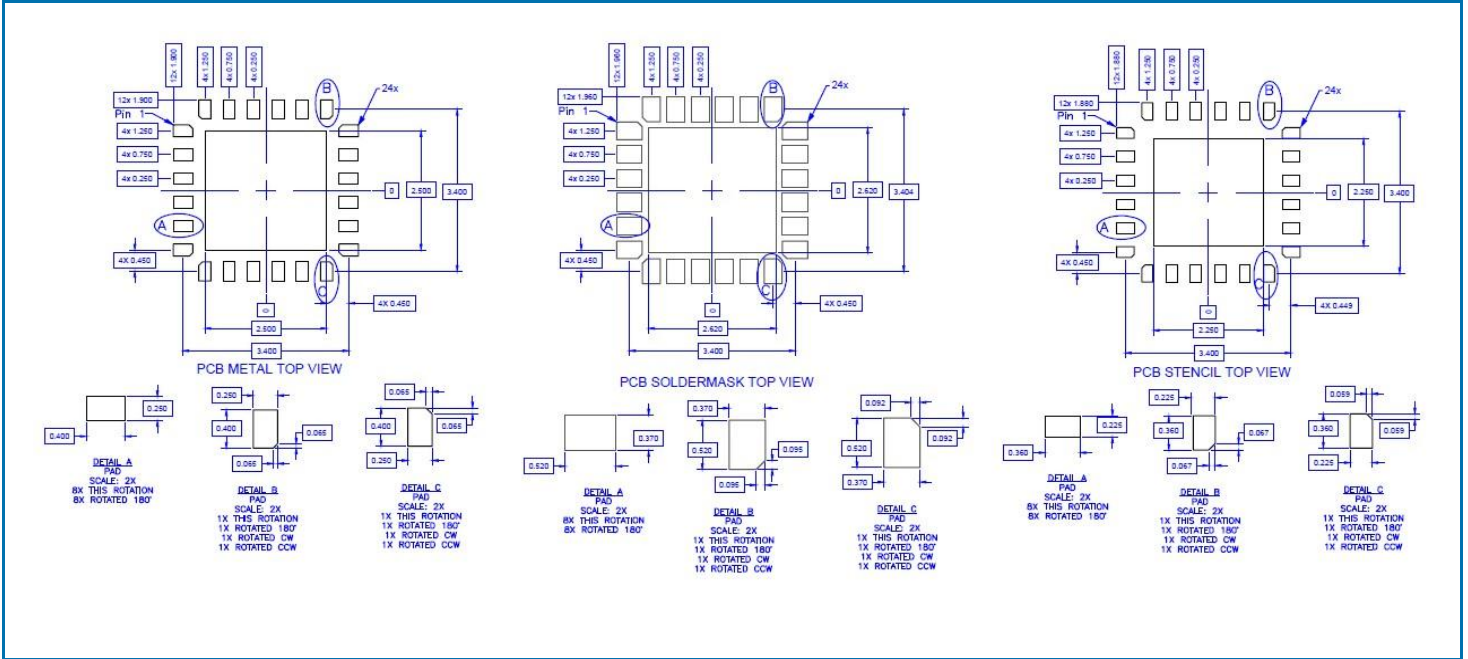 12x 1.900
4x 1.250
4x 0.750
4x 0.250
B
24x
12x 1.900
Pin 1
4x 1.250
4x 0.750
4x 0.250
0
2.500
3.400
A
4X 0.450
C
4X 0.450
0
2.500
3.400
PCB METAL TOP VIEW
0.250
0.400
DETAIL A
PAD
SCALE: 2X
8X THIS ROTATION
8X ROTATED 180°
0.250
0.400
0.065
0.065
DETAIL B
PAD
SCALE: 2X
1X THIS ROTATION
1X ROTATED 180°
1X ROTATED CW
1X ROTATED CCW
0.065
0.400
0.065
0.250
DETAIL C
PAD
SCALE: 2X
1X THIS ROTATION
1X ROTATED 180°
1X ROTATED CW
1X ROTATED CCW
12x 1.960
4x 1.250
4x 0.750
4x 0.250
B
24x
12x 1.960
Pin 1
4x 1.250
4x 0.750
4x 0.250
0
2.620
3.404
A
4X 0.450
C
4X 0.450
0
2.620
3.400
PCB SOLDERMASK TOP VIEW
0.370
0.520
DETAIL A
PAD
SCALE: 2X
8X THIS ROTATION
8X ROTATED 180°
0.370
0.520
0.095
0.095
DETAIL B
PAD
SCALE: 2X
1X THIS ROTATION
1X ROTATED 180°
1X ROTATED CW
1X ROTATED CCW
0.092
0.520
0.092
0.370
DETAIL C
PAD
SCALE: 2X
1X THIS ROTATION
1X ROTATED 180°
1X ROTATED CW
1X ROTATED CCW
12x 1.880
4x 1.250
4x 0.750
4x 0.250
B
24x
12x 1.880
Pin 1
4x 1.250
4x 0.750
4x 0.250
0
2.250
3.400
A
4X 0.450
C
4X 0.449
0
2.250
3.400
PCB STENCIL TOP VIEW
0.225
0.360
DETAIL A
PAD
SCALE: 2X
8X THIS ROTATION
8X ROTATED 180°
0.225
0.360
0.067
0.067
DETAIL B
PAD
SCALE: 2X
1X THIS ROTATION
1X ROTATED 180°
1X ROTATED CW
1X ROTATED CCW
0.059
0.360
0.059
0.225
DETAIL C
PAD
SCALE: 2X
1X THIS ROTATION
1X ROTATED 180°
1X ROTATED CW
1X ROTATED CCW